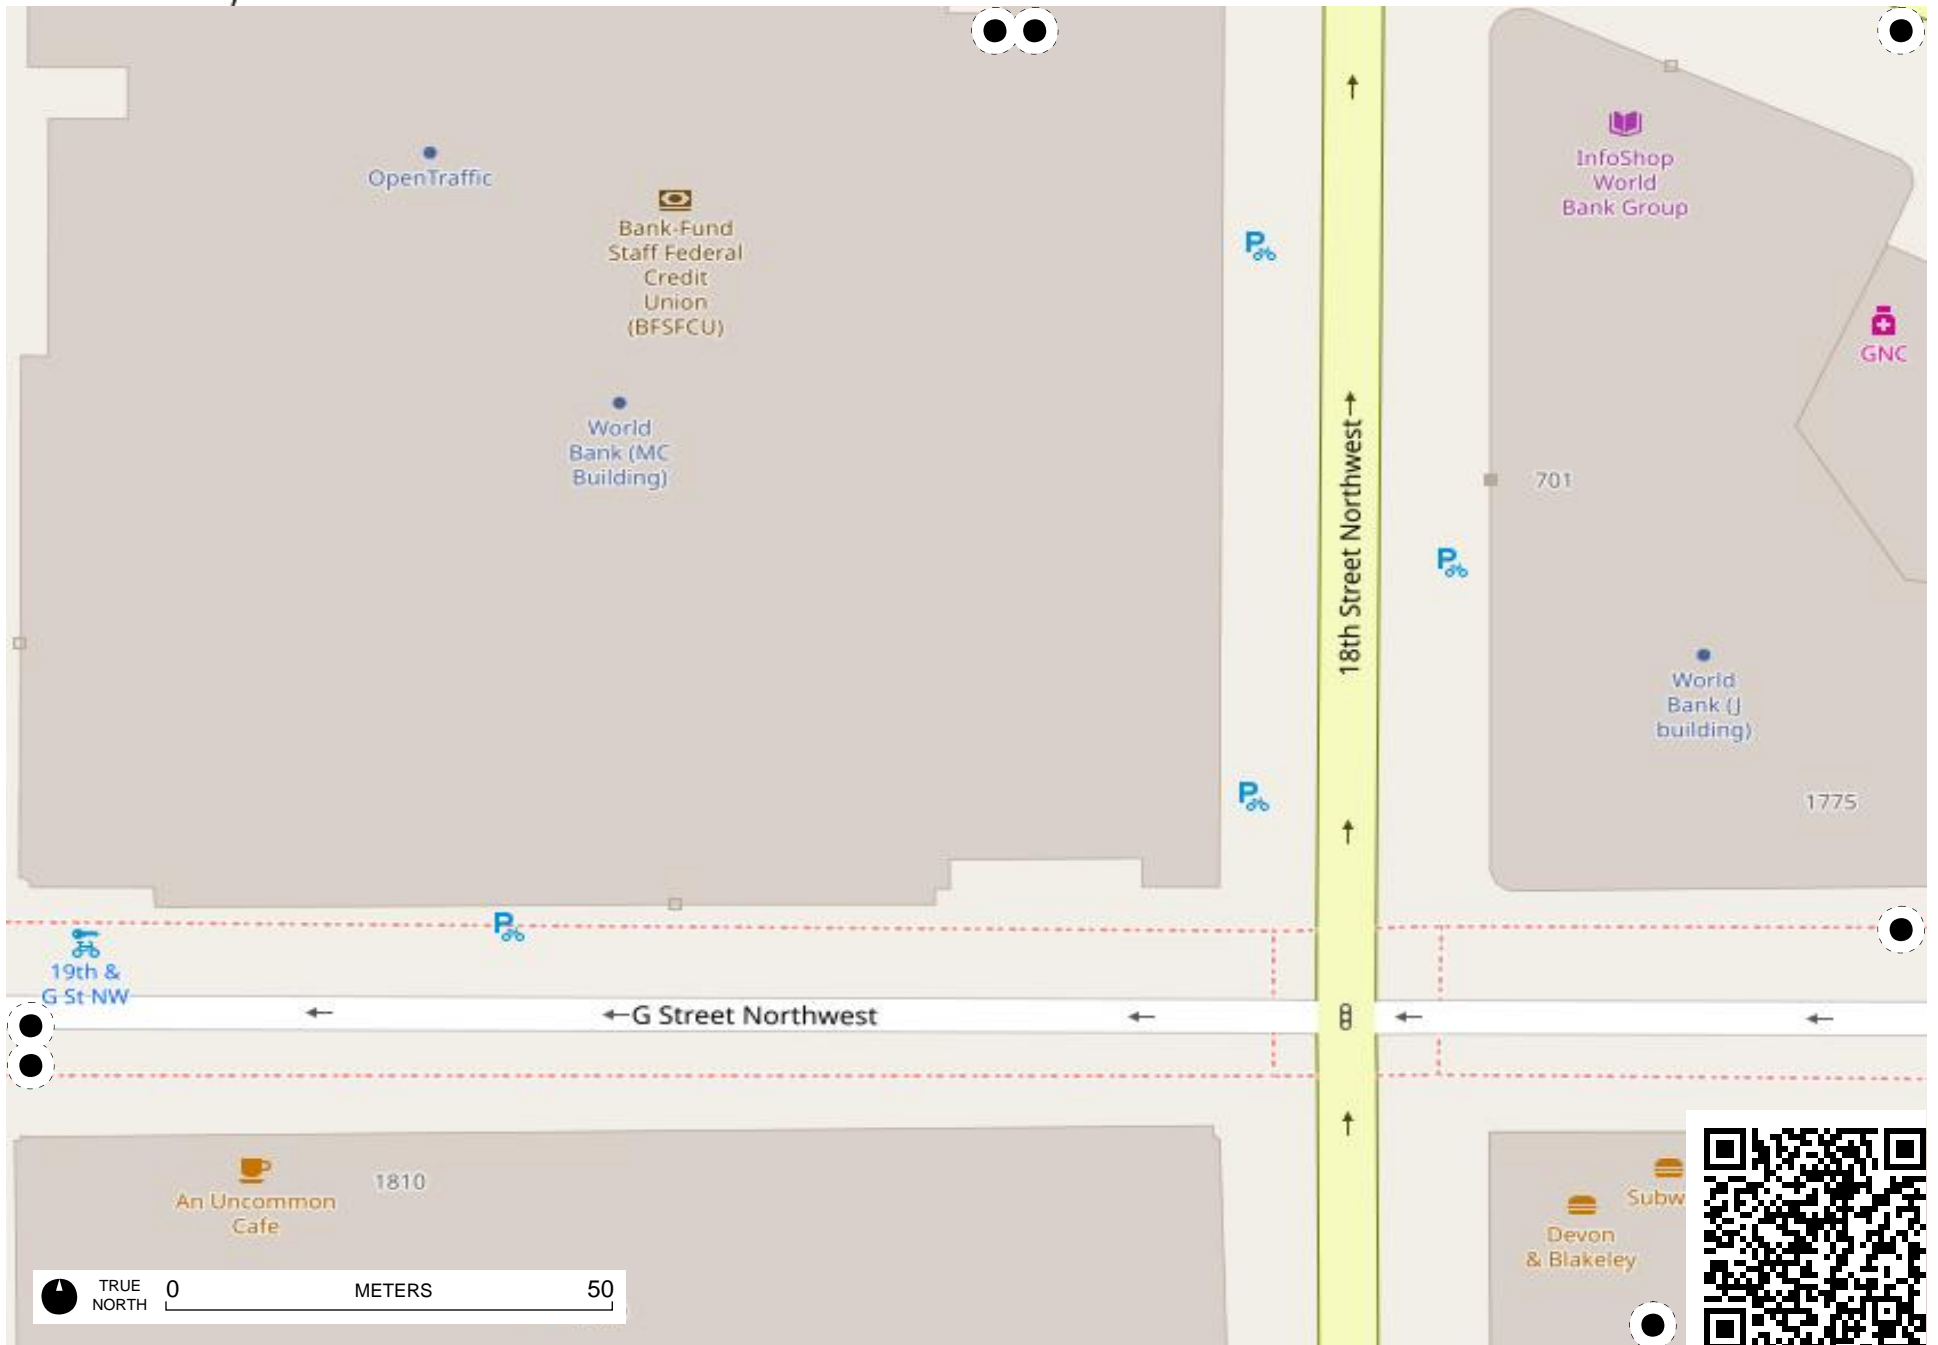 OpenTraffic
Bank-Fund
Staff Federal
Credit
Union
(BFSFCU)
World
Bank (MC
Building)
18th Street Northwest
InfoShop
World
Bank Group
GNC
701
World
Bank (J
building)
1775
19th &
G St NW
G Street Northwest
An Uncommon
Cafe
1810
Subw
Devon
& Blakeley
TRUE
NORTH
0 METERS 50